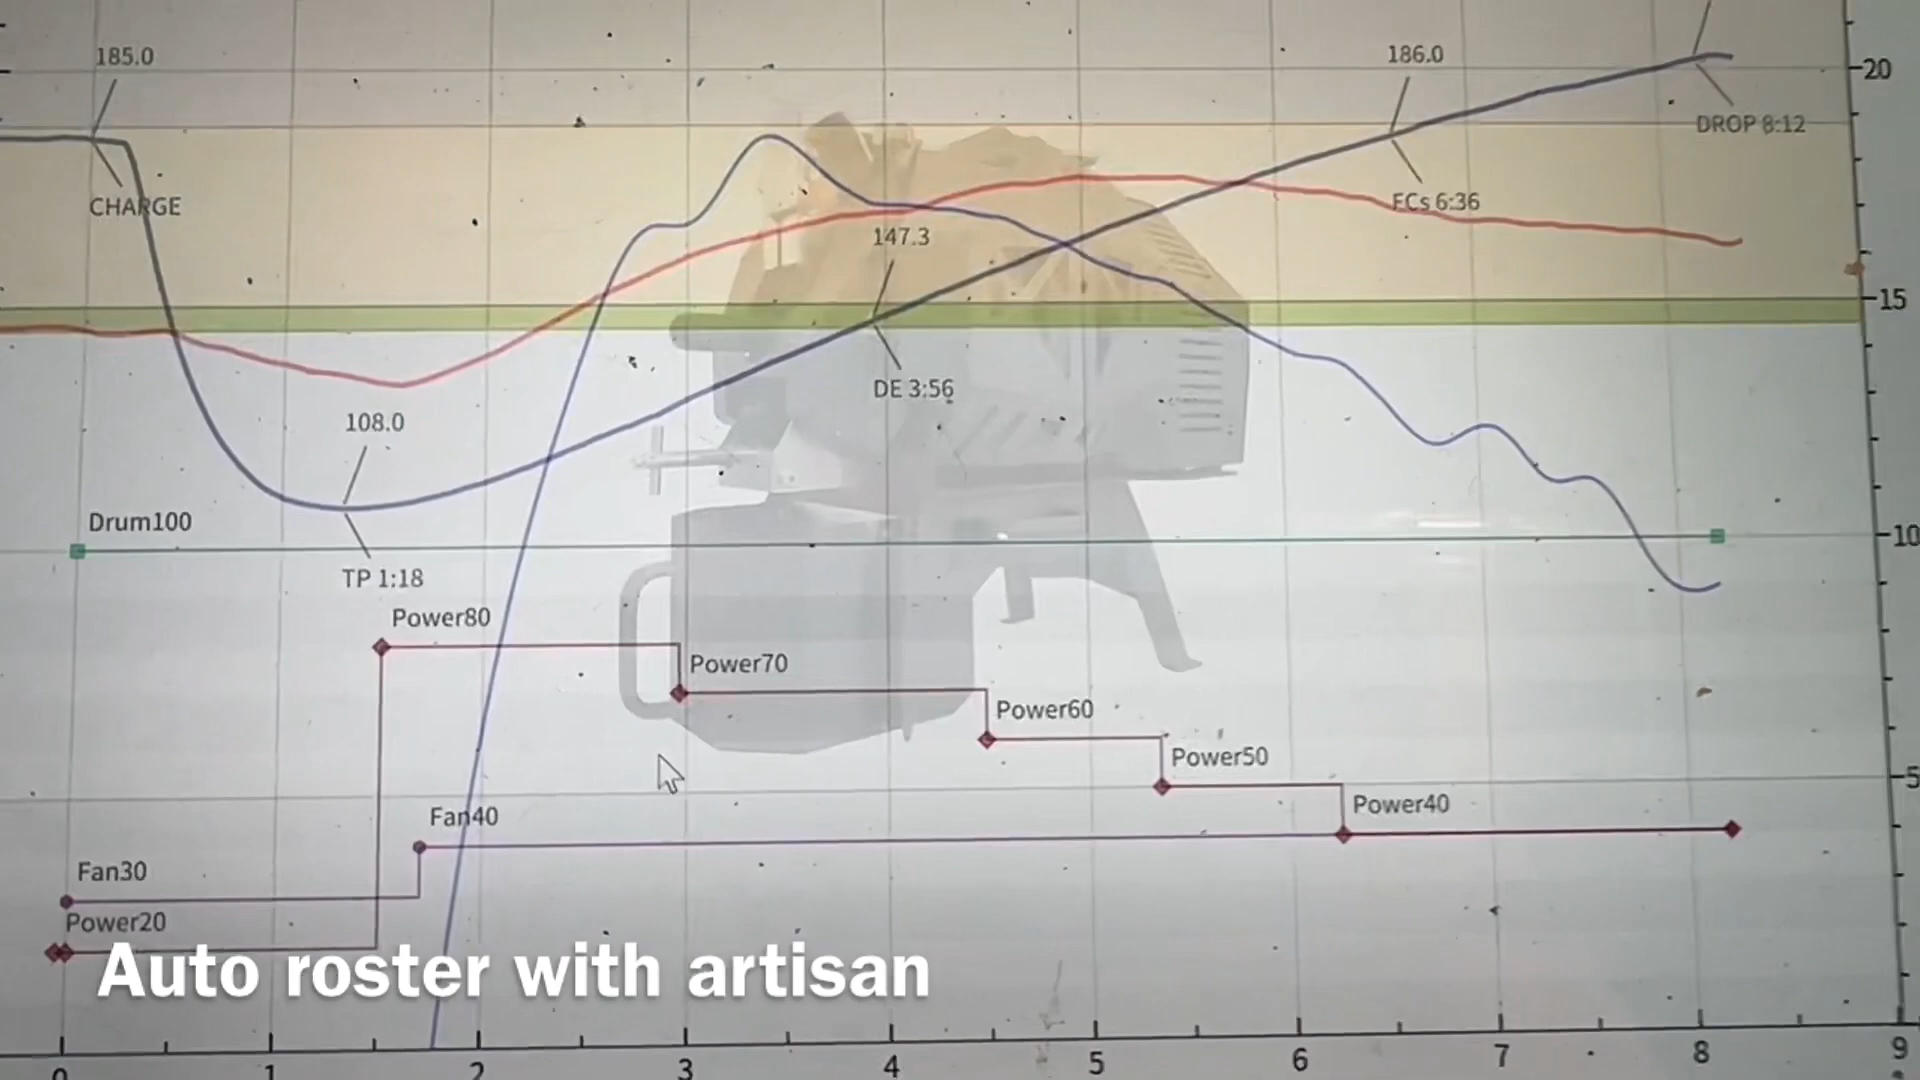 185.0
186.0
20
DROP 8:12
CHARGE
FCs 6:36
147.3
15
DE 3:56
108.0
Drum100
10
TP 1:18
Power80
Power70
Power60
Power50
5
Power40
Fan40
Fan30
Power20
Auto roster with artisan
0 1 2 3 4 5 6 7 8 9